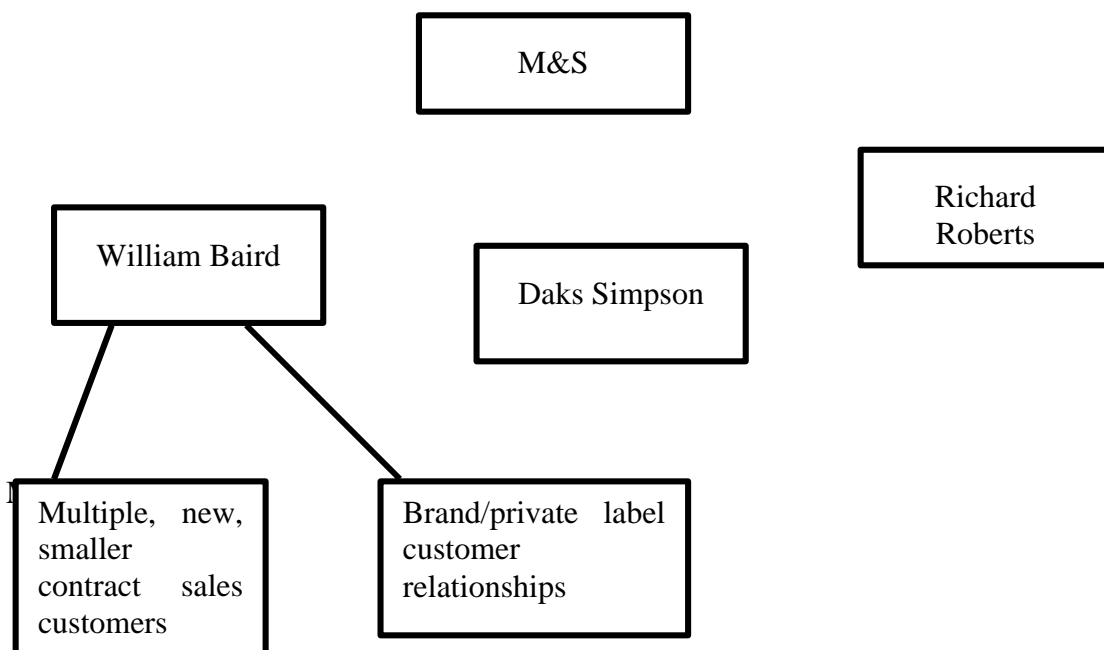 M&S
Richard
Roberts
William Baird
Daks Simpson
Multiple, new,
smaller
contract sales
customers
Brand/private label
customer
relationships